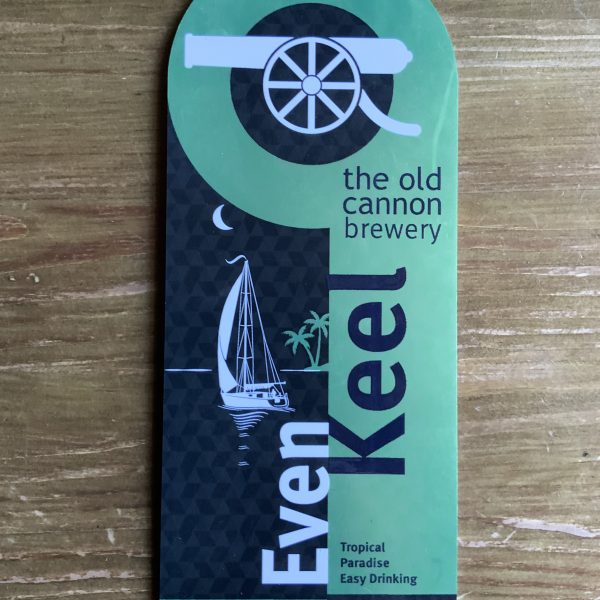 the old
cannon
brewery
Even
Keel
Tropical
Paradise
Easy Drinking